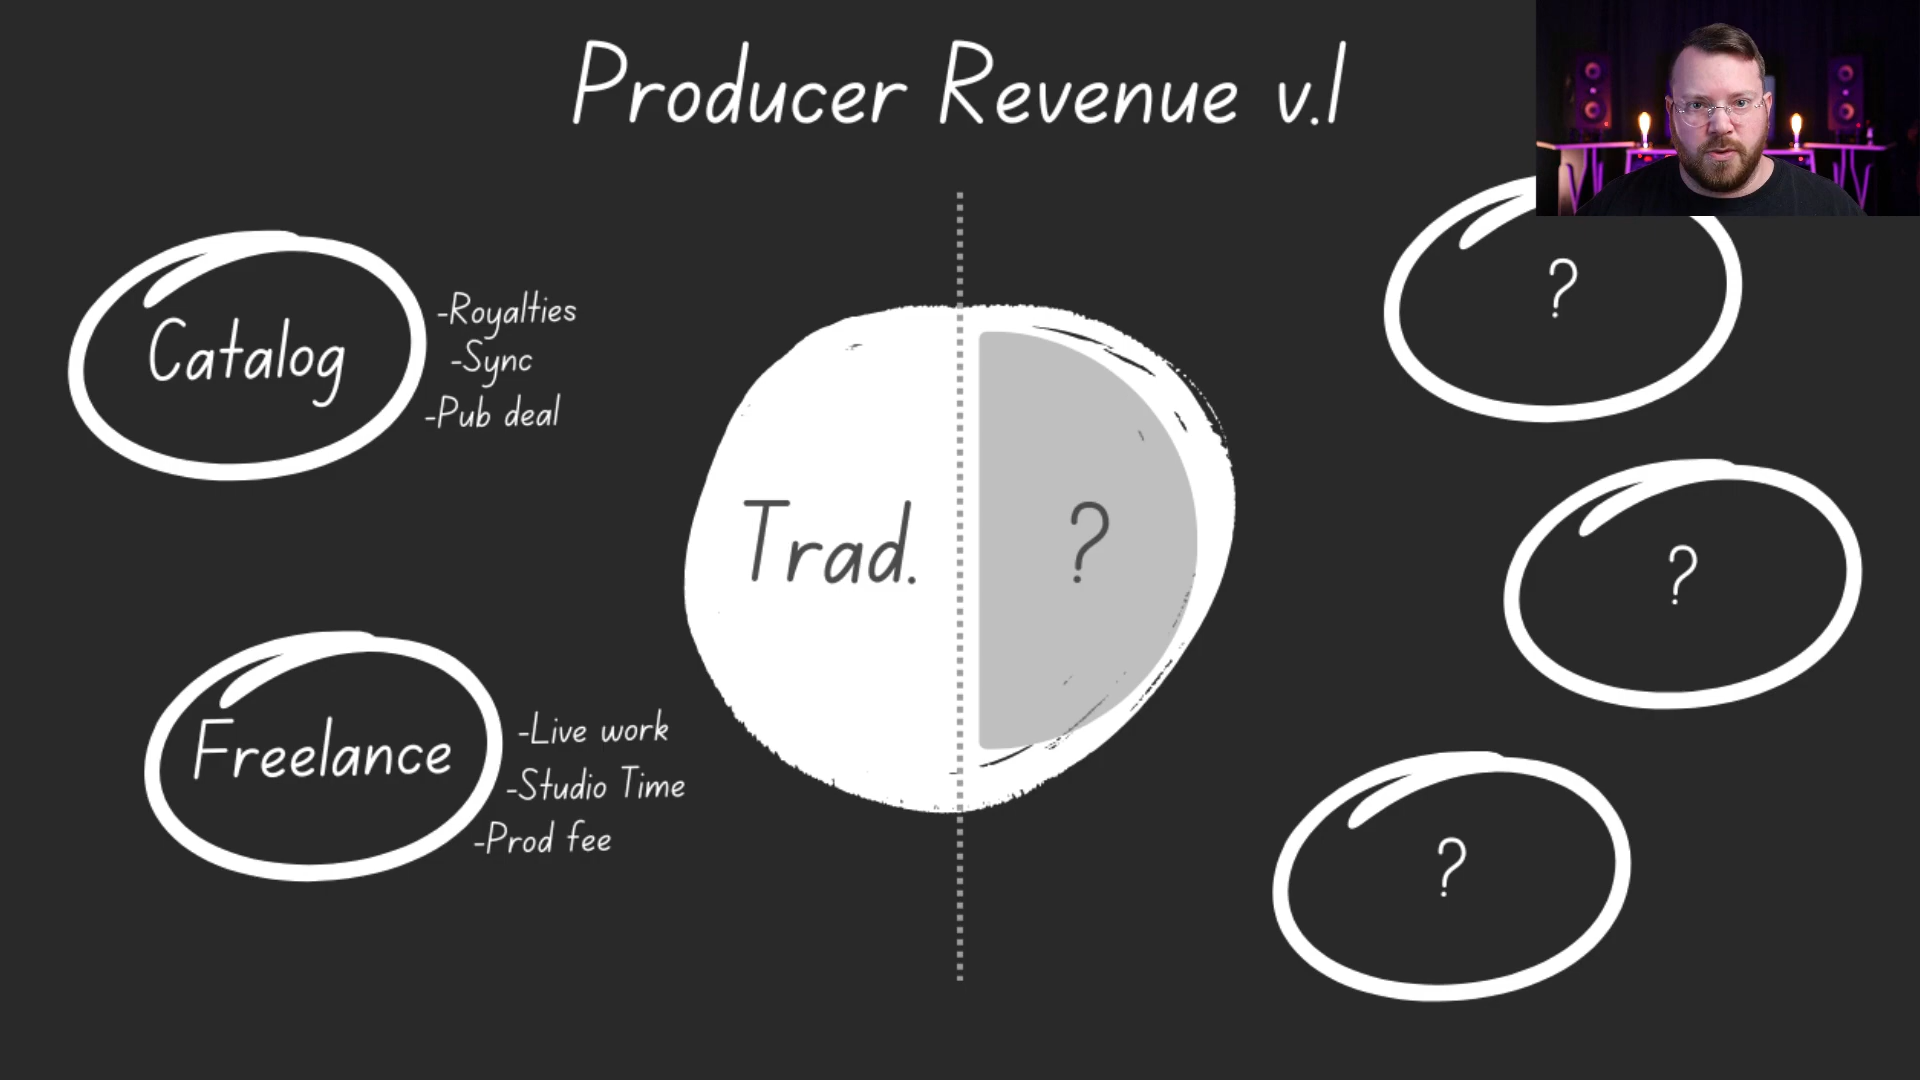 Producer Revenue v.1
Catalog
-Royalties
-Sync
-Pub deal
Freelance
-Live work
-Studio Time
-Prod fee
Trad.
?
?
?
?